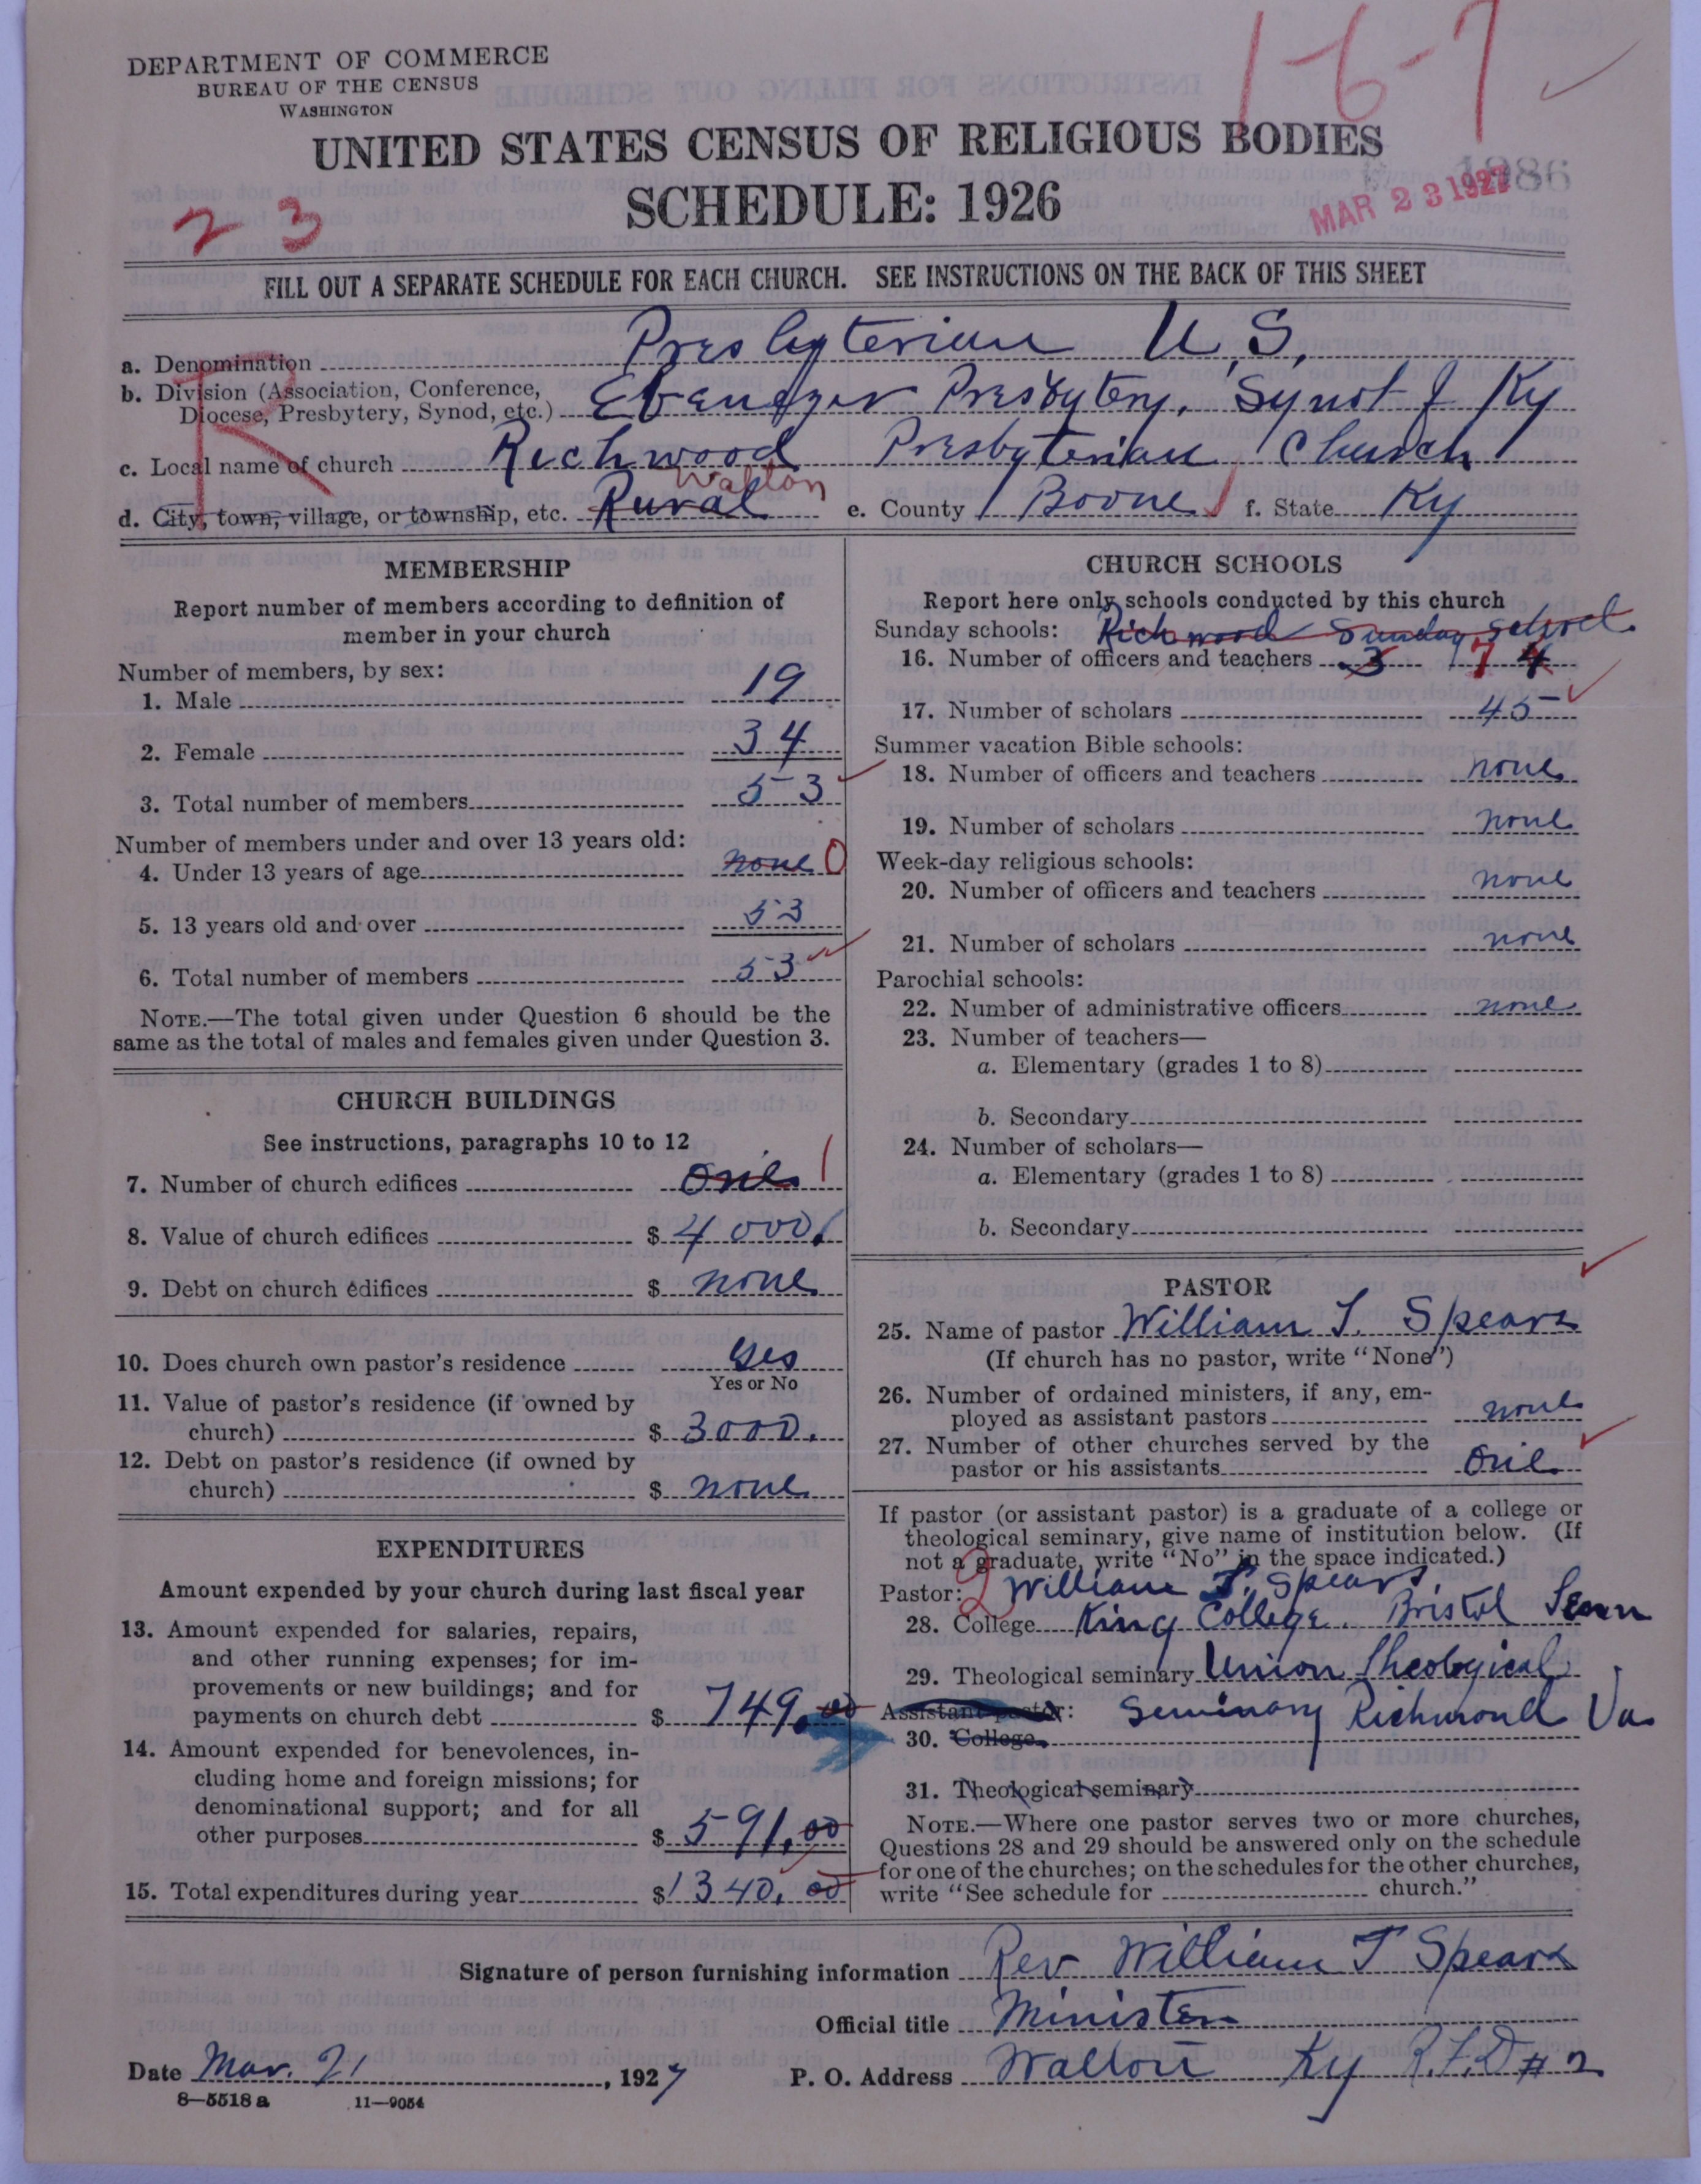 1-6-7
DEPARTMENT OF COMMERCE
BUREAU OF THE CENSUS
WASHINGTON
UNITED STATES CENSUS OF RELIGIOUS BODIES
SCHEDULE: 1926
23
MAR 23 1927
FILL OUT A SEPARATE SCHEDULE FOR EACH CHURCH. SEE INSTRUCTIONS ON THE BACK OF THIS SHEET
R
a. Denomination Presbyterian U.S.
b. Division (Association, Conference,
Diocese, Presbytery, Synod, etc.) Ebenezer Presbytery, Synod of Ky
c. Local name of church Richwood Presbyterian Church
Walton
d. City, town, village, or township, etc. Rural e. County Boone f. State Ky
MEMBERSHIP
Report number of members according to definition of
member in your church
Number of members, by sex:
1. Male 19
2. Female 34
3. Total number of members 53
Number of members under and over 13 years old:
4. Under 13 years of age none 0
5. 13 years old and over 53
6. Total number of members 53
NOTE.—The total given under Question 6 should be the
same as the total of males and females given under Question 3.
CHURCH BUILDINGS
See instructions, paragraphs 10 to 12
7. Number of church edifices one 1
8. Value of church edifices $ 4000.
9. Debt on church edifices $ none
10. Does church own pastor's residence yes
Yes or No
11. Value of pastor's residence (if owned by
church) $ 3000.
12. Debt on pastor's residence (if owned by
church) $ none
EXPENDITURES
Amount expended by your church during last fiscal year
13. Amount expended for salaries, repairs,
and other running expenses; for im-
provements or new buildings; and for
payments on church debt $ 749.00
14. Amount expended for benevolences, in-
cluding home and foreign missions; for
denominational support; and for all
other purposes $ 591.00
15. Total expenditures during year $1340.00
CHURCH SCHOOLS
Report here only schools conducted by this church
Sunday schools: Richwood Sunday School
16. Number of officers and teachers 3 7 4
17. Number of scholars 45
Summer vacation Bible schools:
18. Number of officers and teachers none
19. Number of scholars none
Week-day religious schools:
20. Number of officers and teachers none
21. Number of scholars none
Parochial schools:
22. Number of administrative officers none
23. Number of teachers—
a. Elementary (grades 1 to 8)
b. Secondary
24. Number of scholars—
a. Elementary (grades 1 to 8)
b. Secondary
PASTOR
25. Name of pastor William T. Spears
(If church has no pastor, write "None")
26. Number of ordained ministers, if any, em-
ployed as assistant pastors none
27. Number of other churches served by the
pastor or his assistants one
If pastor (or assistant pastor) is a graduate of a college or
theological seminary, give name of institution below. (If
not a graduate, write "No" in the space indicated.)
Pastor: 2 William T. Spears
28. College King College. Bristol Tenn
29. Theological seminary Union Theological
Assistant pastor: Seminary Richmond Va.
30. College
31. Theological seminary
NOTE.—Where one pastor serves two or more churches,
Questions 28 and 29 should be answered only on the schedule
for one of the churches; on the schedules for the other churches,
write "See schedule for church."
Signature of person furnishing information Rev William T Spears
Official title Minister
Date Mar. 21, 1927 P. O. Address Walton Ky R.F.D #2
8—5518 a 11—9054